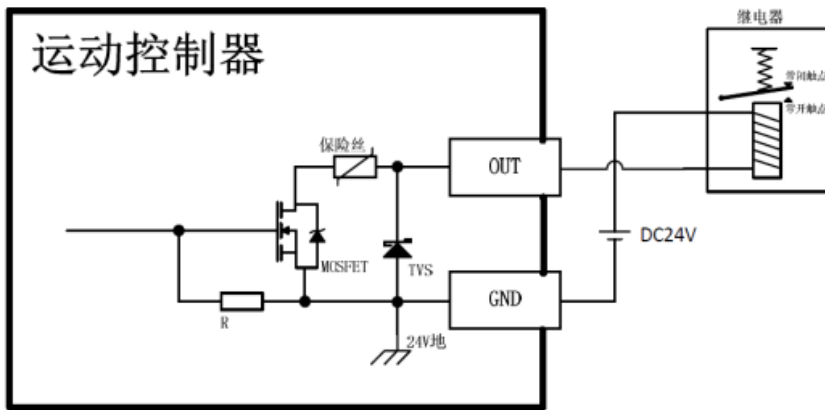 继电器
运动控制器
常闭触点
常开触点
保险丝
OUT
DC24V
MOSFET
TVS
GND
R
24V地